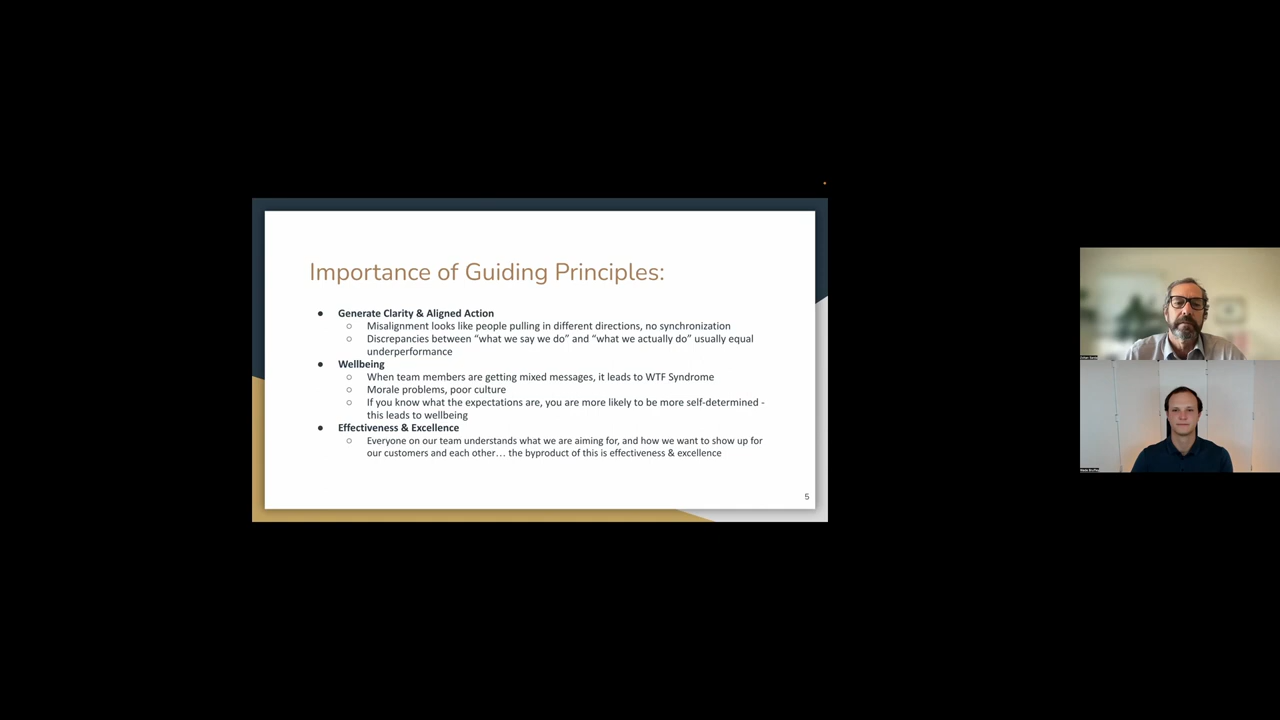 Importance of Guiding Principles:
● Generate Clarity & Aligned Action
○ Misalignment looks like people pulling in different directions, no synchronization
○ Discrepancies between “what we say we do” and “what we actually do” usually equal
underperformance
● Wellbeing
○ When team members are getting mixed messages, it leads to WTF Syndrome
○ Morale problems, poor culture
○ If you know what the expectations are, you are more likely to be more self-determined -
this leads to wellbeing
● Effectiveness & Excellence
○ Everyone on our team understands what we are aiming for, and how we want to show up for
our customers and each other… the byproduct of this is effectiveness & excellence
5